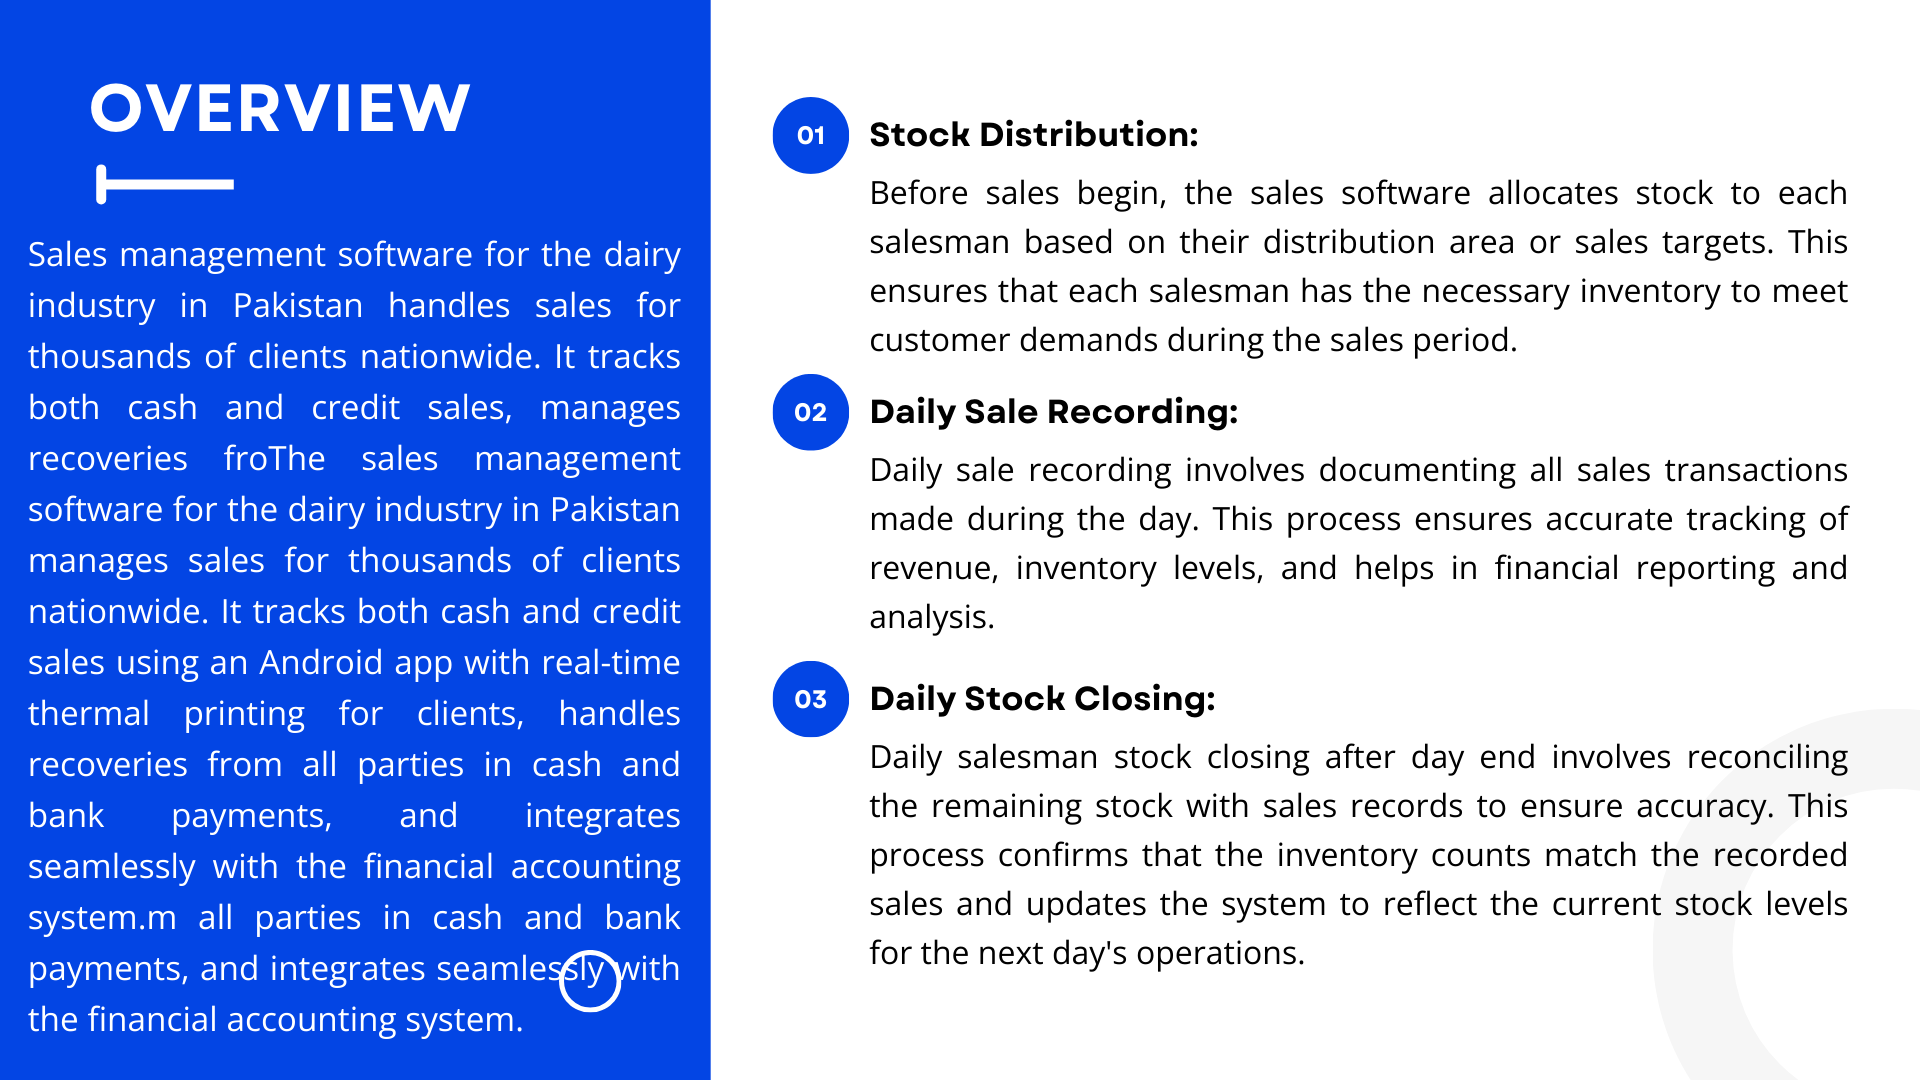 OVERVIEW
Sales management software for the dairy
industry in Pakistan handles sales for
thousands of clients nationwide. It tracks
both cash and credit sales, manages
recoveries froThe sales management
software for the dairy industry in Pakistan
manages sales for thousands of clients
nationwide. It tracks both cash and credit
sales using an Android app with real-time
thermal printing for clients, handles
recoveries from all parties in cash and
bank payments, and integrates
seamlessly with the financial accounting
system.m all parties in cash and bank
payments, and integrates seamlessly with
the financial accounting system.
01
Stock Distribution:
Before sales begin, the sales software allocates stock to each
salesman based on their distribution area or sales targets. This
ensures that each salesman has the necessary inventory to meet
customer demands during the sales period.
02
Daily Sale Recording:
Daily sale recording involves documenting all sales transactions
made during the day. This process ensures accurate tracking of
revenue, inventory levels, and helps in financial reporting and
analysis.
03
Daily Stock Closing:
Daily salesman stock closing after day end involves reconciling
the remaining stock with sales records to ensure accuracy. This
process confirms that the inventory counts match the recorded
sales and updates the system to reflect the current stock levels
for the next day's operations.